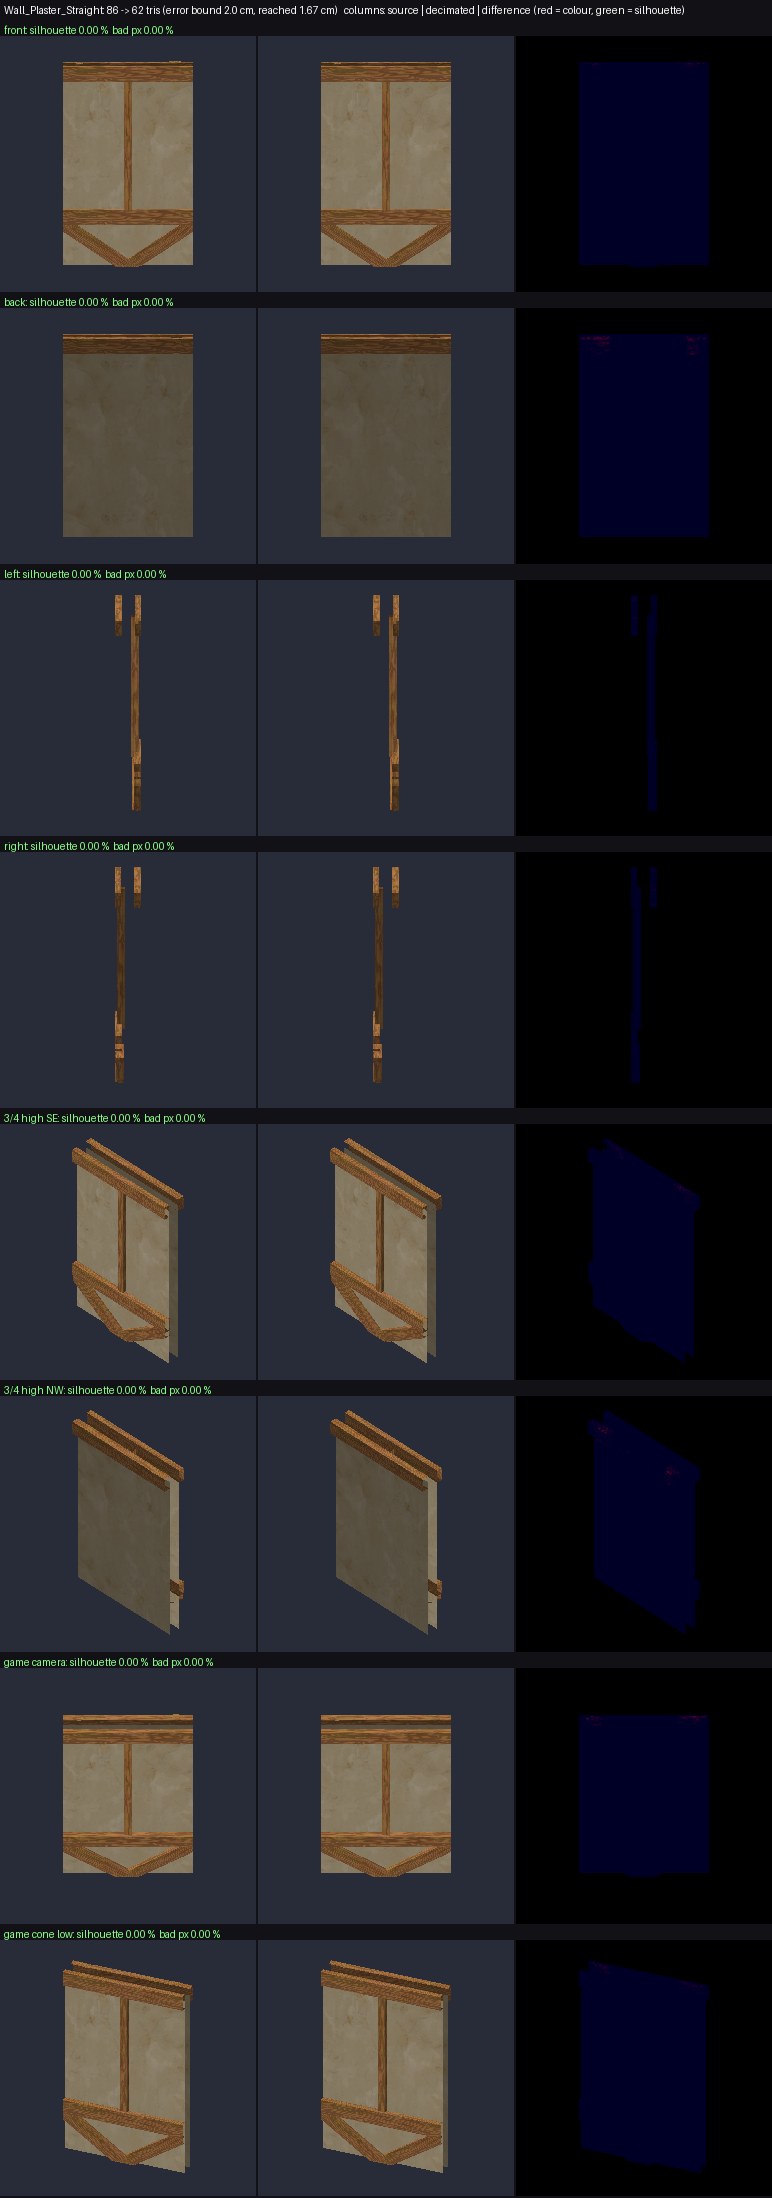 Wall_Plaster_Straight: 86 -> 62 tris (error bound 2.0 cm, reached 1.67 cm)  columns: source | decimated | difference (red = colour, green = silhouette)
front: silhouette 0.00 %  bad px 0.00 %
back: silhouette 0.00 %  bad px 0.00 %
left: silhouette 0.00 %  bad px 0.00 %
right: silhouette 0.00 %  bad px 0.00 %
3/4 high SE: silhouette 0.00 %  bad px 0.00 %
3/4 high NW: silhouette 0.00 %  bad px 0.00 %
game camera: silhouette 0.00 %  bad px 0.00 %
game cone low: silhouette 0.00 %  bad px 0.00 %